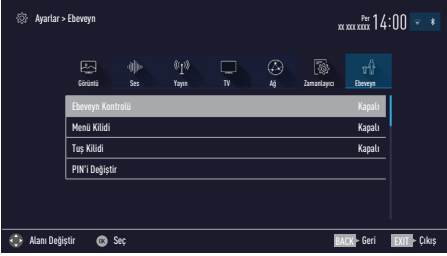 Ayarlar > Ebeveyn
Per
xx xxx xxxx 14:00
Görüntü Ses Yayın TV Ağ Zamanlayıcı Ebeveyn
Ebeveyn Kontrolü Kapalı
Menü Kilidi Kapalı
Tuş Kilidi Kapalı
PIN'i Değiştir
Alanı Değiştir OK Seç BACK Geri EXIT Çıkış